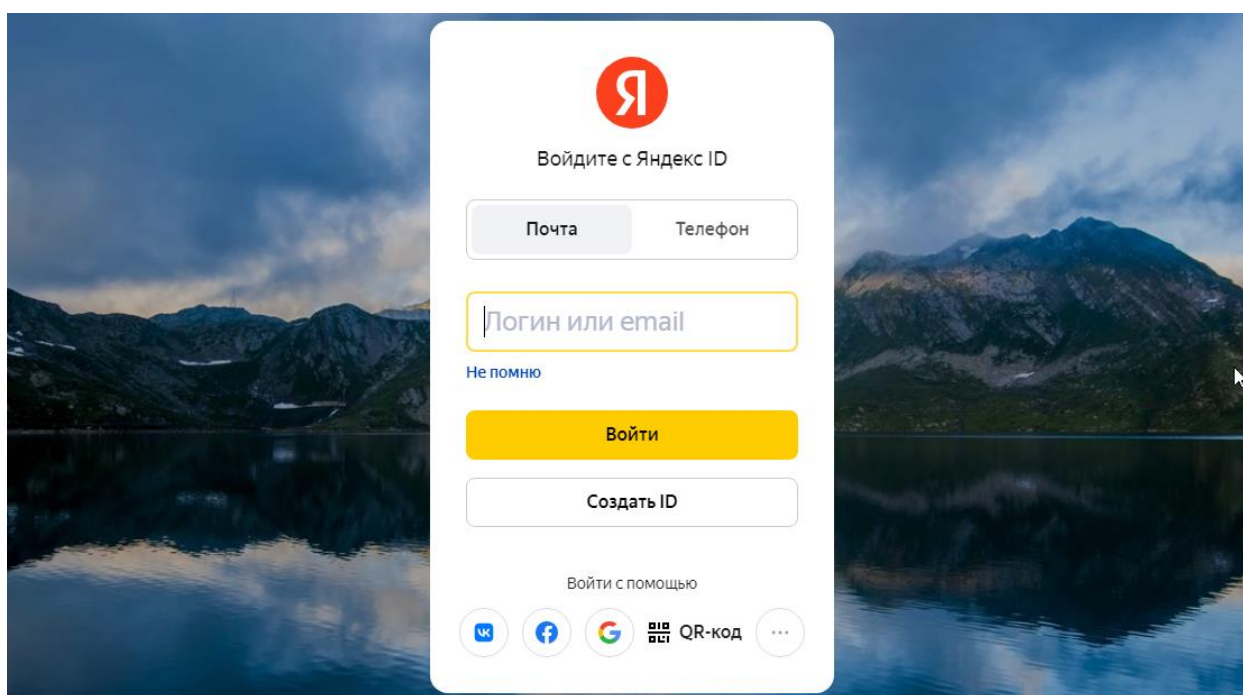 Я
Войдите с Яндекс ID
Почта Телефон
Логин или email
Не помню
Войти
Создать ID
Войти с помощью
QR-код